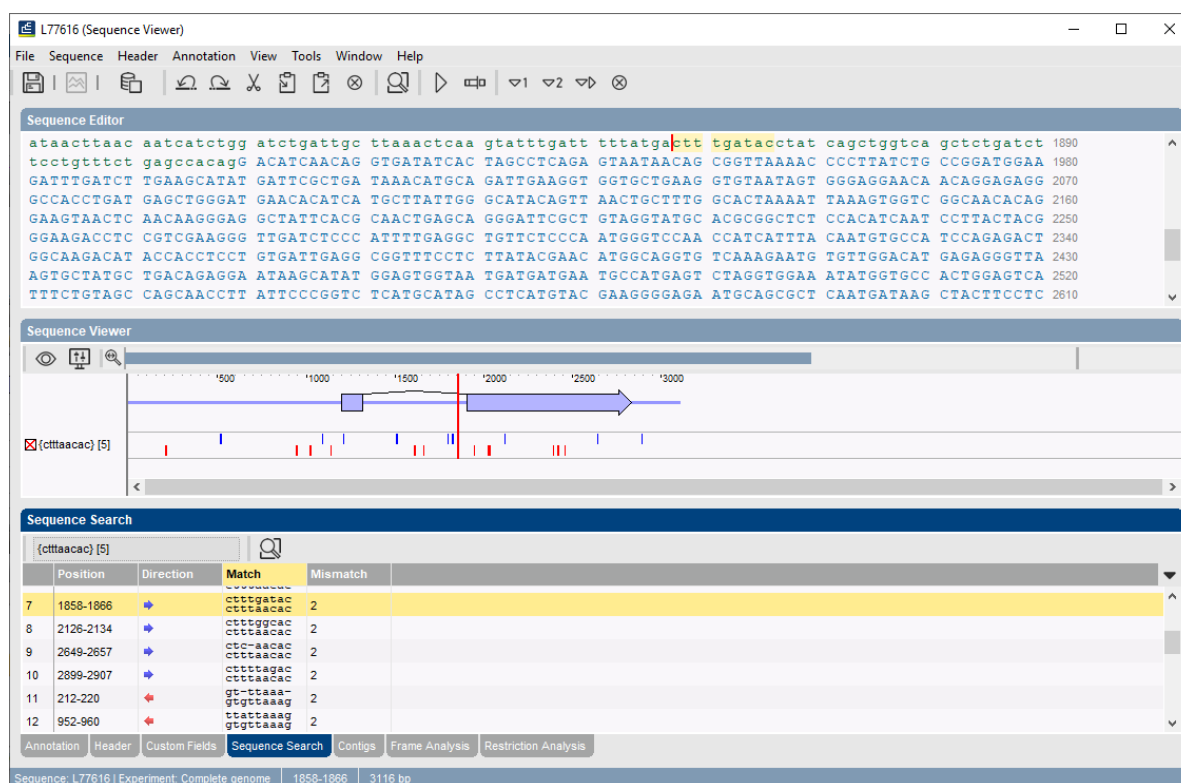 L77616 (Sequence Viewer)
File Sequence Header Annotation View Tools Window Help
1 2
Sequence Editor
ataacttaac aatcatctgg atctgattgc ttaaactcaa gtatttgatt tttatgactt tgatacctat cagctggtca gctctgatct 1890
tcctgtttct gagccacagG ACATCAACAG GTGATATCAC TAGCCTCAGA GTAATAACAG CGGTTAAAAC CCCTTATCTG CCGGATGGAA 1980
GATTTGATCT TGAAGCATAT GATTCGCTGA TAAACATGCA GATTGAAGGT GGTGCTGAAG GTGTAATAGT GGGAGGAACA ACAGGAGAGG 2070
GCCACCTGAT GAGCTGGGAT GAACACATCA TGCTTATTGG GCATACAGTT AACTGCTTTG GCACTAAAAT TAAAGTGGTC GGCAACACAG 2160
GAAGTAACTC AACAAGGGAG GCTATTCACG CAACTGAGCA GGGATTCGCT GTAGGTATGC ACGCGGCTCT CCACATCAAT CCTTACTACG 2250
GGAAGACCTC CGTCGAAGGG TTGATCTCCC ATTTTGAGGC TGTTCTCCCA ATGGGTCCAA CCATCATTTA CAATGTGCCA TCCAGAGACT 2340
GGCAAGACAT ACCACCTCCT GTGATTGAGG CGGTTTCCTC TTATACGAAC ATGGCAGGTG TCAAAGAATG TGTTGGACAT GAGAGGGTTA 2430
AGTGCTATGC TGACAGAGGA ATAAGCATAT GGAGTGGTAA TGATGATGAA TGCCATGAGT CTAGGTGGAA ATATGGTGCC ACTGGAGTCA 2520
TTTCTGTAGC CAGCAACCTT ATTCCCGGTC TCATGCATAG CCTCATGTAC GAAGGGGAGA ATGCAGCGCT CAATGATAAG CTACTTCCTC 2610
Sequence Viewer
500 1000 1500 2000 2500 3000
{ctttaacac} [5]
Sequence Search
{ctttaacac} [5]
Position Direction Match Mismatch
ctttgatac
7 1858-1866 ctttaacac 2
ctttggcac
8 2126-2134 ctttaacac 2
ctc-aacac
9 2649-2657 ctttaacac 2
cttttagac
10 2899-2907 ctttaacac 2
gt-ttaaa-
11 212-220 gtgttaaag 2
ttattaaag
12 952-960 gtgttaaag 2
Annotation Header Custom Fields Sequence Search Contigs Frame Analysis Restriction Analysis
Sequence: L77616 | Experiment: Complete genome 1858-1866 3116 bp